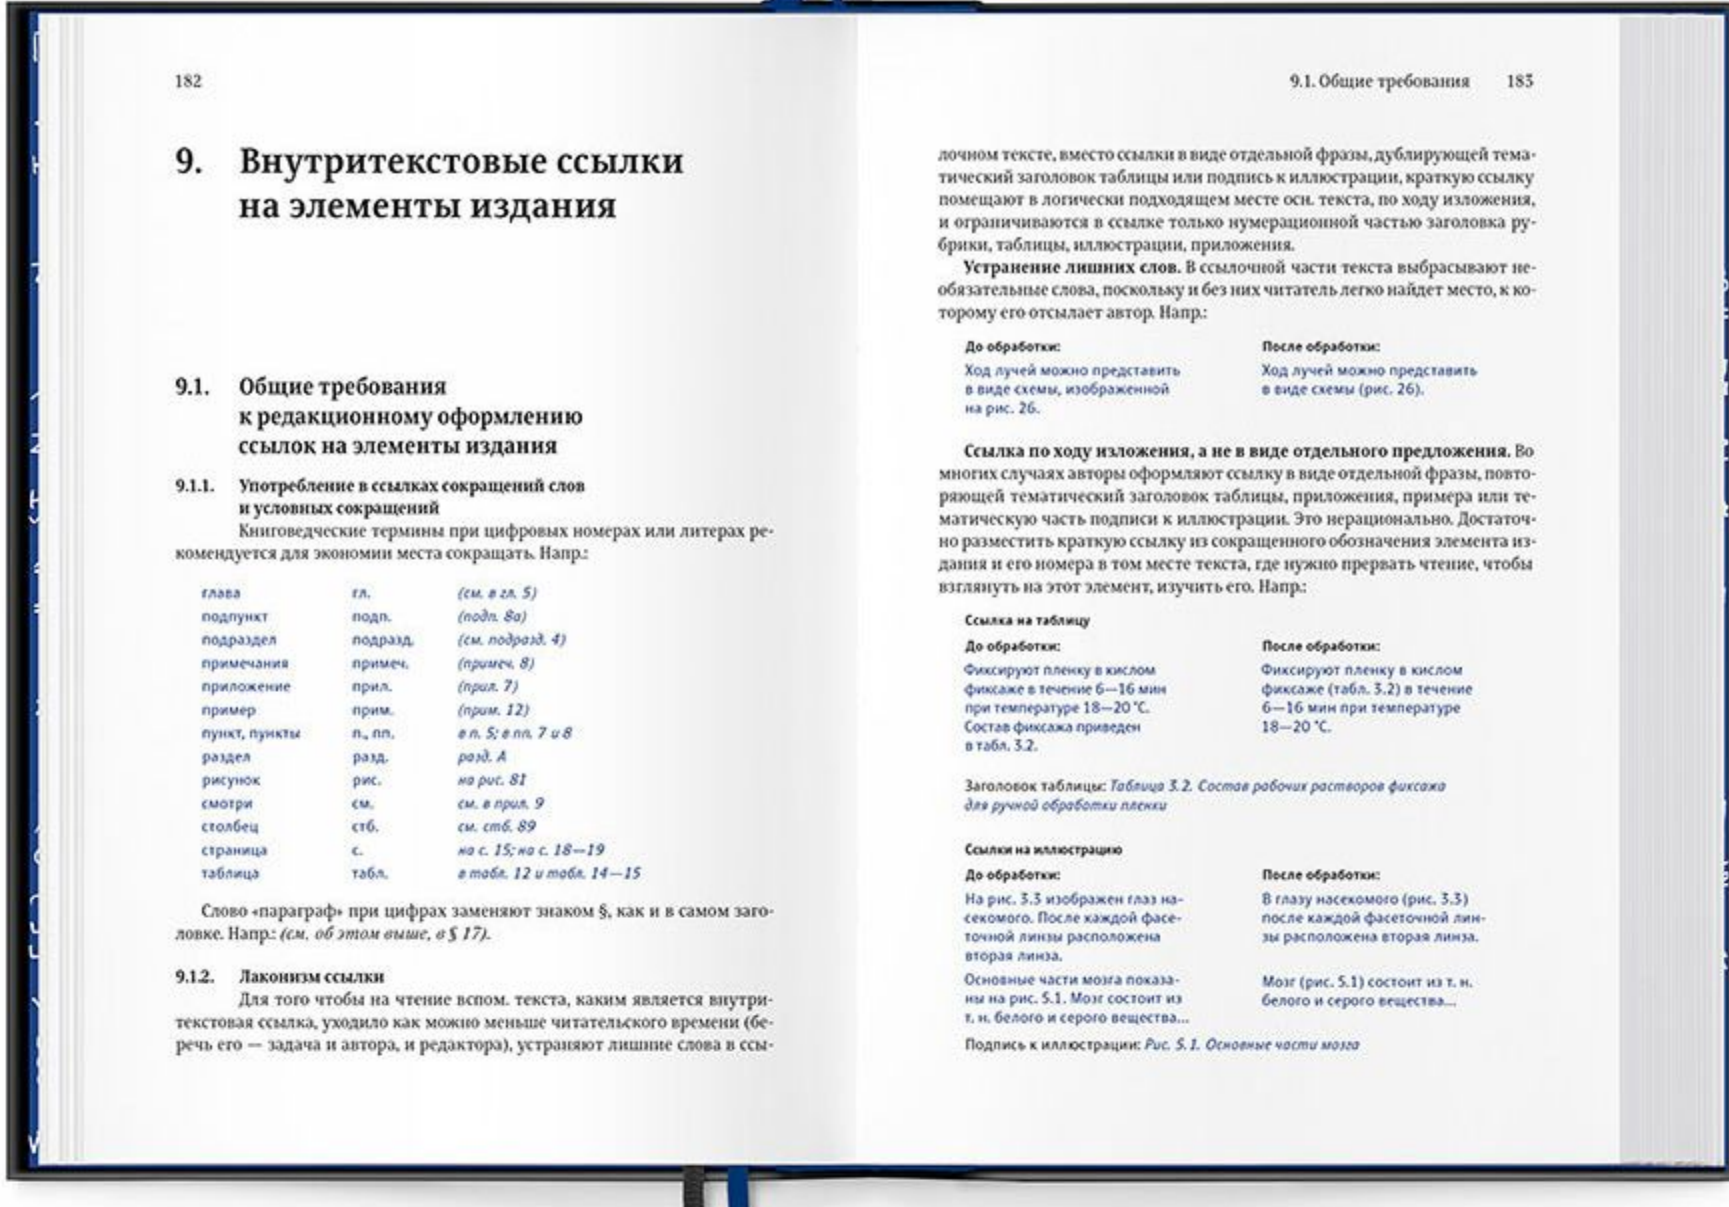 182
9. Внутритекстовые ссылки
на элементы издания
9.1. Общие требования
к редакционному оформлению
ссылок на элементы издания
9.1.1. Употребление в ссылках сокращений слов
и условных сокращений
Книговедческие термины при цифровых номерах или литерах ре-
комендуется для экономии места сокращать. Напр.:
глава гл. (см. в гл. 5)
подпункт подп. (подп. 8а)
подраздел подразд. (см. подразд. 4)
примечания примеч. (примеч. 8)
приложение прил. (прил. 7)
пример прим. (прим. 12)
пункт, пункты п., пп. в п. 5; в пп. 7 и 8
раздел разд. разд. А
рисунок рис. на рис. 81
смотри см. см. в прил. 9
столбец стб. см. стб. 89
страница с. на с. 15; на с. 18—19
таблица табл. в табл. 12 и табл. 14—15
Слово «параграф» при цифрах заменяют знаком §, как и в самом заго-
ловке. Напр.: (см. об этом выше, в § 17).
9.1.2. Лаконизм ссылки
Для того чтобы на чтение вспом. текста, каким является внутри-
текстовая ссылка, уходило как можно меньше читательского времени (бе-
речь его — задача и автора, и редактора), устраняют лишние слова в ссы-
9.1. Общие требования 183
лочном тексте, вместо ссылки в виде отдельной фразы, дублирующей тема-
тический заголовок таблицы или подпись к иллюстрации, краткую ссылку
помещают в логически подходящем месте осн. текста, по ходу изложения,
и ограничиваются в ссылке только нумерационной частью заголовка ру-
брики, таблицы, иллюстрации, приложения.
Устранение лишних слов. В ссылочной части текста выбрасывают не-
обязательные слова, поскольку и без них читатель легко найдет место, к ко-
торому его отсылает автор. Напр.:
До обработки: После обработки:
Ход лучей можно представить Ход лучей можно представить
в виде схемы, изображенной в виде схемы (рис. 26).
на рис. 26.
Ссылка по ходу изложения, а не в виде отдельного предложения. Во
многих случаях авторы оформляют ссылку в виде отдельной фразы, повто-
ряющей тематический заголовок таблицы, приложения, примера или те-
матическую часть подписи к иллюстрации. Это нерационально. Достаточ-
но разместить краткую ссылку из сокращенного обозначения элемента из-
дания и его номера в том месте текста, где нужно прервать чтение, чтобы
взглянуть на этот элемент, изучить его. Напр.:
Ссылка на таблицу
До обработки: После обработки:
Фиксируют пленку в кислом Фиксируют пленку в кислом
фиксаже в течение 6—16 мин фиксаже (табл. 3.2) в течение
при температуре 18—20 °С. 6—16 мин при температуре
Состав фиксажа приведен 18—20 °С.
в табл. 3.2.
Заголовок таблицы: Таблица 3.2. Состав рабочих растворов фиксажа
для ручной обработки пленки
Ссылки на иллюстрацию
До обработки: После обработки:
На рис. 3.3 изображен глаз на- В глазу насекомого (рис. 3.3)
секомого. После каждой фасе- после каждой фасеточной лин-
точной линзы расположена зы расположена вторая линза.
вторая линза.
Основные части мозга показа- Мозг (рис. 5.1) состоит из т. н.
ны на рис. 5.1. Мозг состоит из белого и серого вещества...
т. н. белого и серого вещества...
Подпись к иллюстрации: Рис. 5.1. Основные части мозга